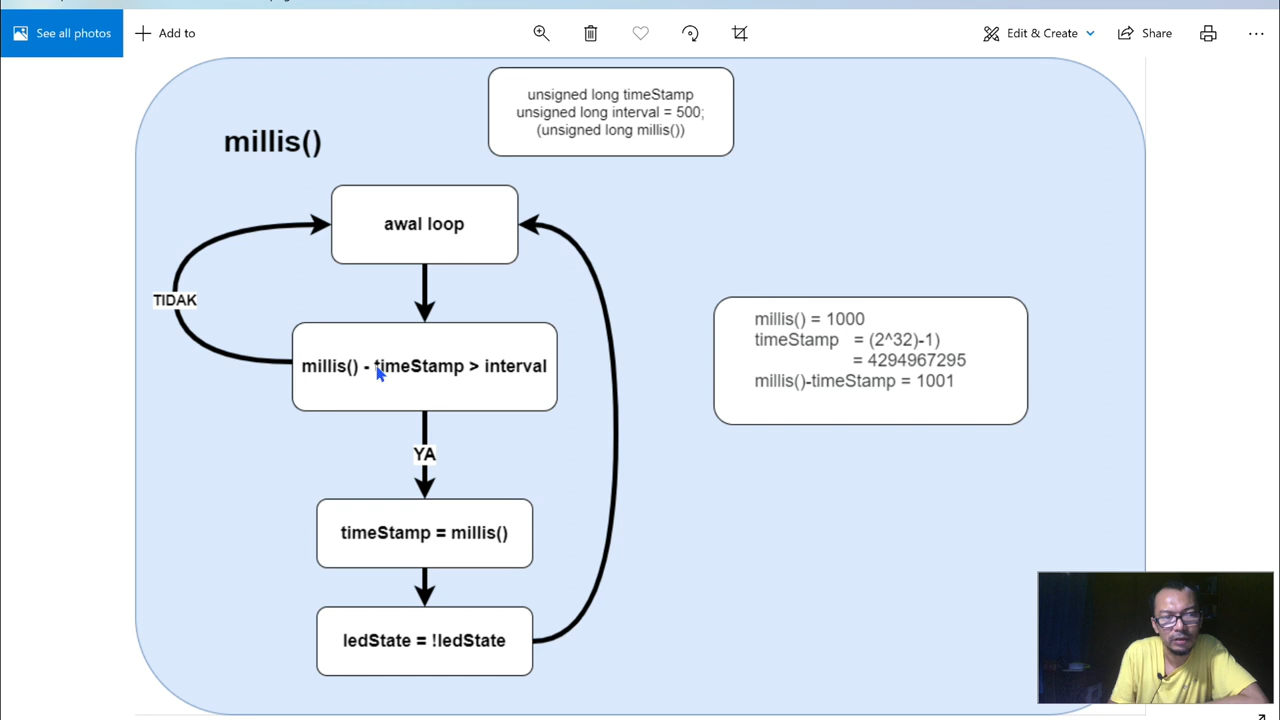 See all photos
Add to
Edit & Create
Share
unsigned long timeStamp
unsigned long interval = 500;
(unsigned long millis())
millis()
awal loop
TIDAK
millis() - timeStamp > interval
YA
timeStamp = millis()
ledState = !ledState
millis() = 1000
timeStamp = (2^32)-1)
= 4294967295
millis()-timeStamp = 1001